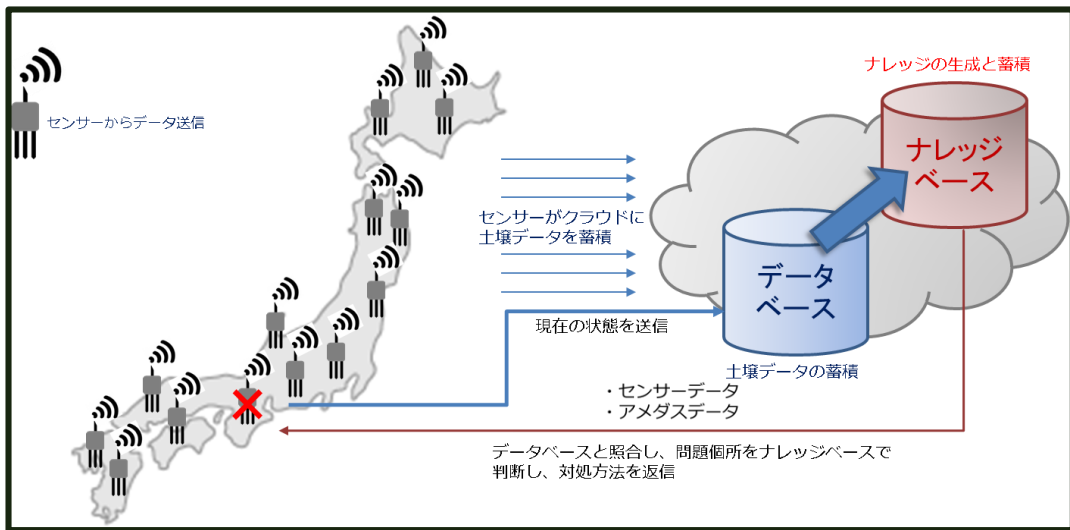 ナレッジの生成と蓄積
センサーからデータ送信
ナレッジ
ベース
センサーがクラウドに
土壌データを蓄積
データ
ベース
現在の状態を送信
土壌データの蓄積
・センサーデータ
・アメダスデータ
データベースと照合し、問題個所をナレッジベースで
判断し、対処方法を返信